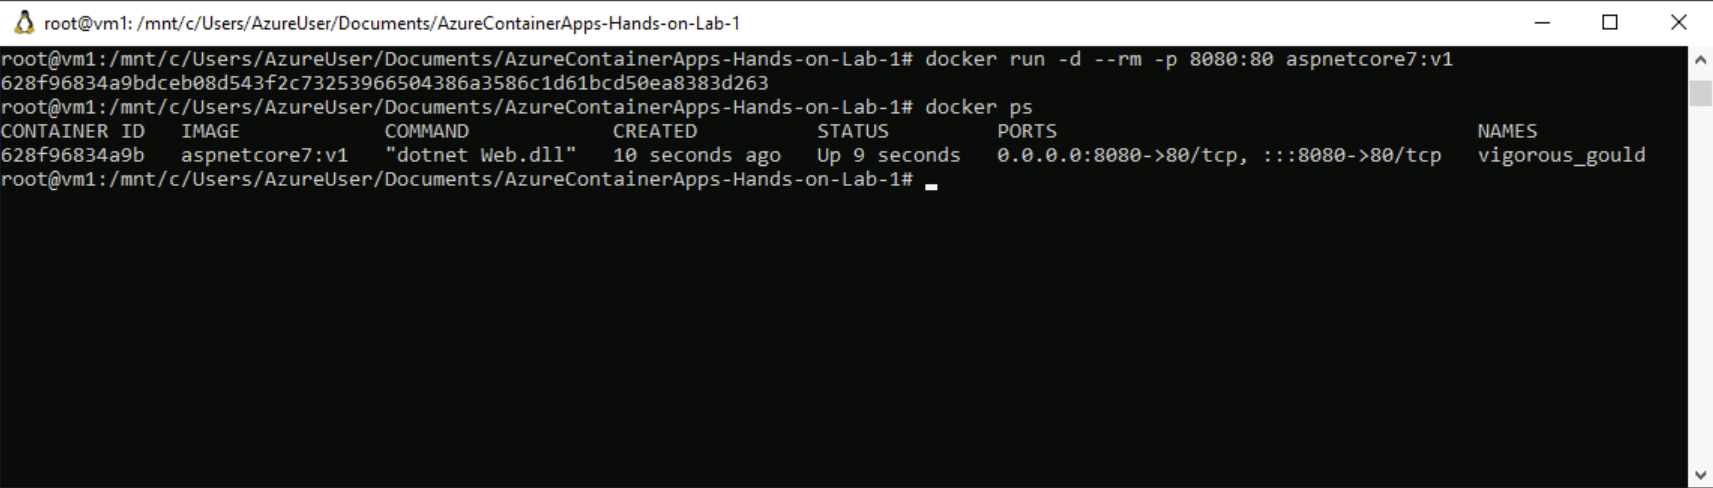 root@vm1: /mnt/c/Users/AzureUser/Documents/AzureContainerApps-Hands-on-Lab-1
root@vm1:/mnt/c/Users/AzureUser/Documents/AzureContainerApps-Hands-on-Lab-1# docker run -d --rm -p 8080:80 aspnetcore7:v1
628f96834a9bdceb08d543f2c73253966504386a3586c1d61bcd50ea8383d263
root@vm1:/mnt/c/Users/AzureUser/Documents/AzureContainerApps-Hands-on-Lab-1# docker ps
CONTAINER ID   IMAGE            COMMAND            CREATED          STATUS         PORTS                                   NAMES
628f96834a9b   aspnetcore7:v1   "dotnet Web.dll"   10 seconds ago   Up 9 seconds   0.0.0.0:8080->80/tcp, :::8080->80/tcp   vigorous_gould
root@vm1:/mnt/c/Users/AzureUser/Documents/AzureContainerApps-Hands-on-Lab-1#